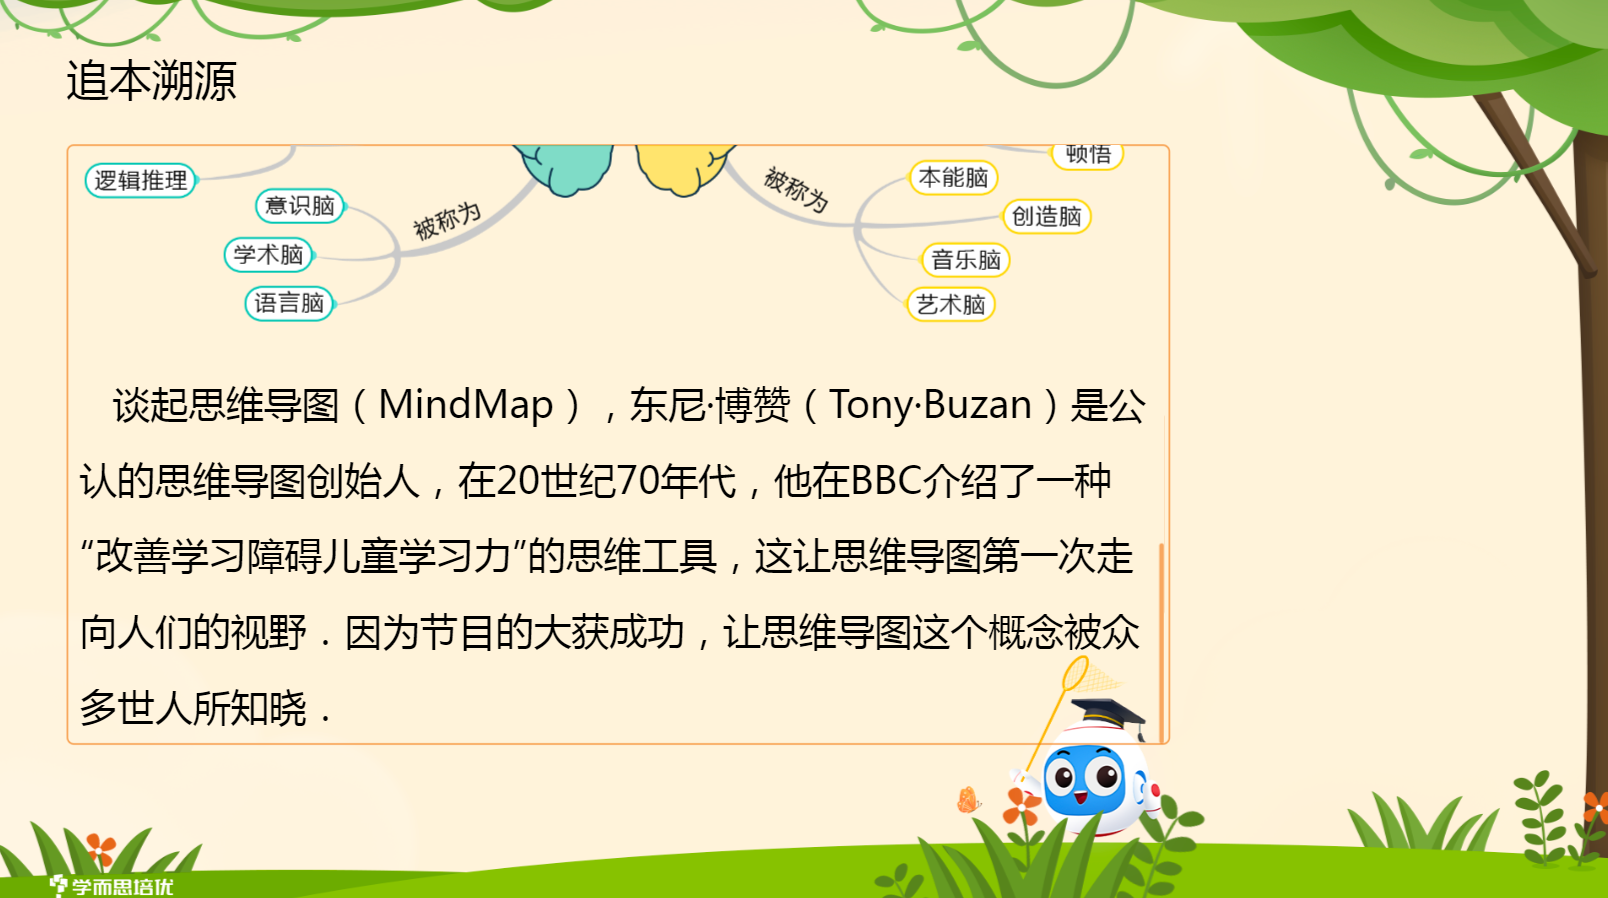 追本溯源
顿悟
逻辑推理
意识脑
学术脑
语言脑
被称为
被称为
本能脑
创造脑
音乐脑
艺术脑
谈起思维导图（MindMap），东尼·博赞（Tony·Buzan）是公
认的思维导图创始人，在20世纪70年代，他在BBC介绍了一种
“改善学习障碍儿童学习力”的思维工具，这让思维导图第一次走
向人们的视野．因为节目的大获成功，让思维导图这个概念被众
多世人所知晓．
学而思培优